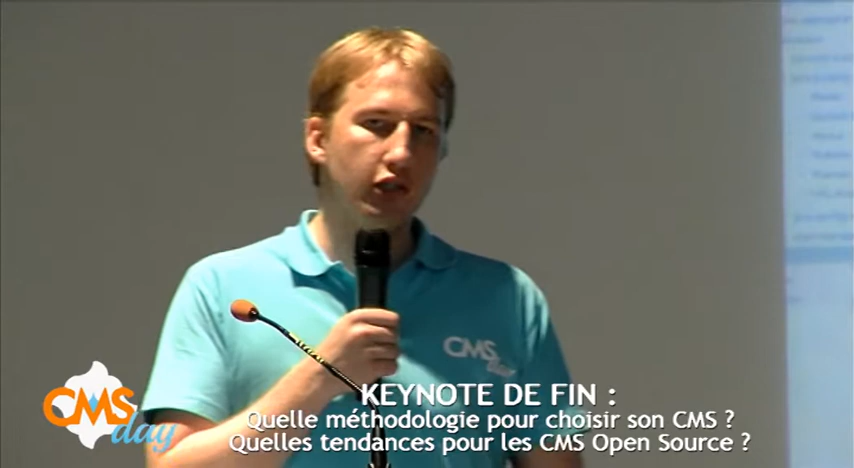 CMS
day
KEYNOTE DE FIN :
Quelle méthodologie pour choisir son CMS ?
Quelles tendances pour les CMS Open Source ?
CMS
day